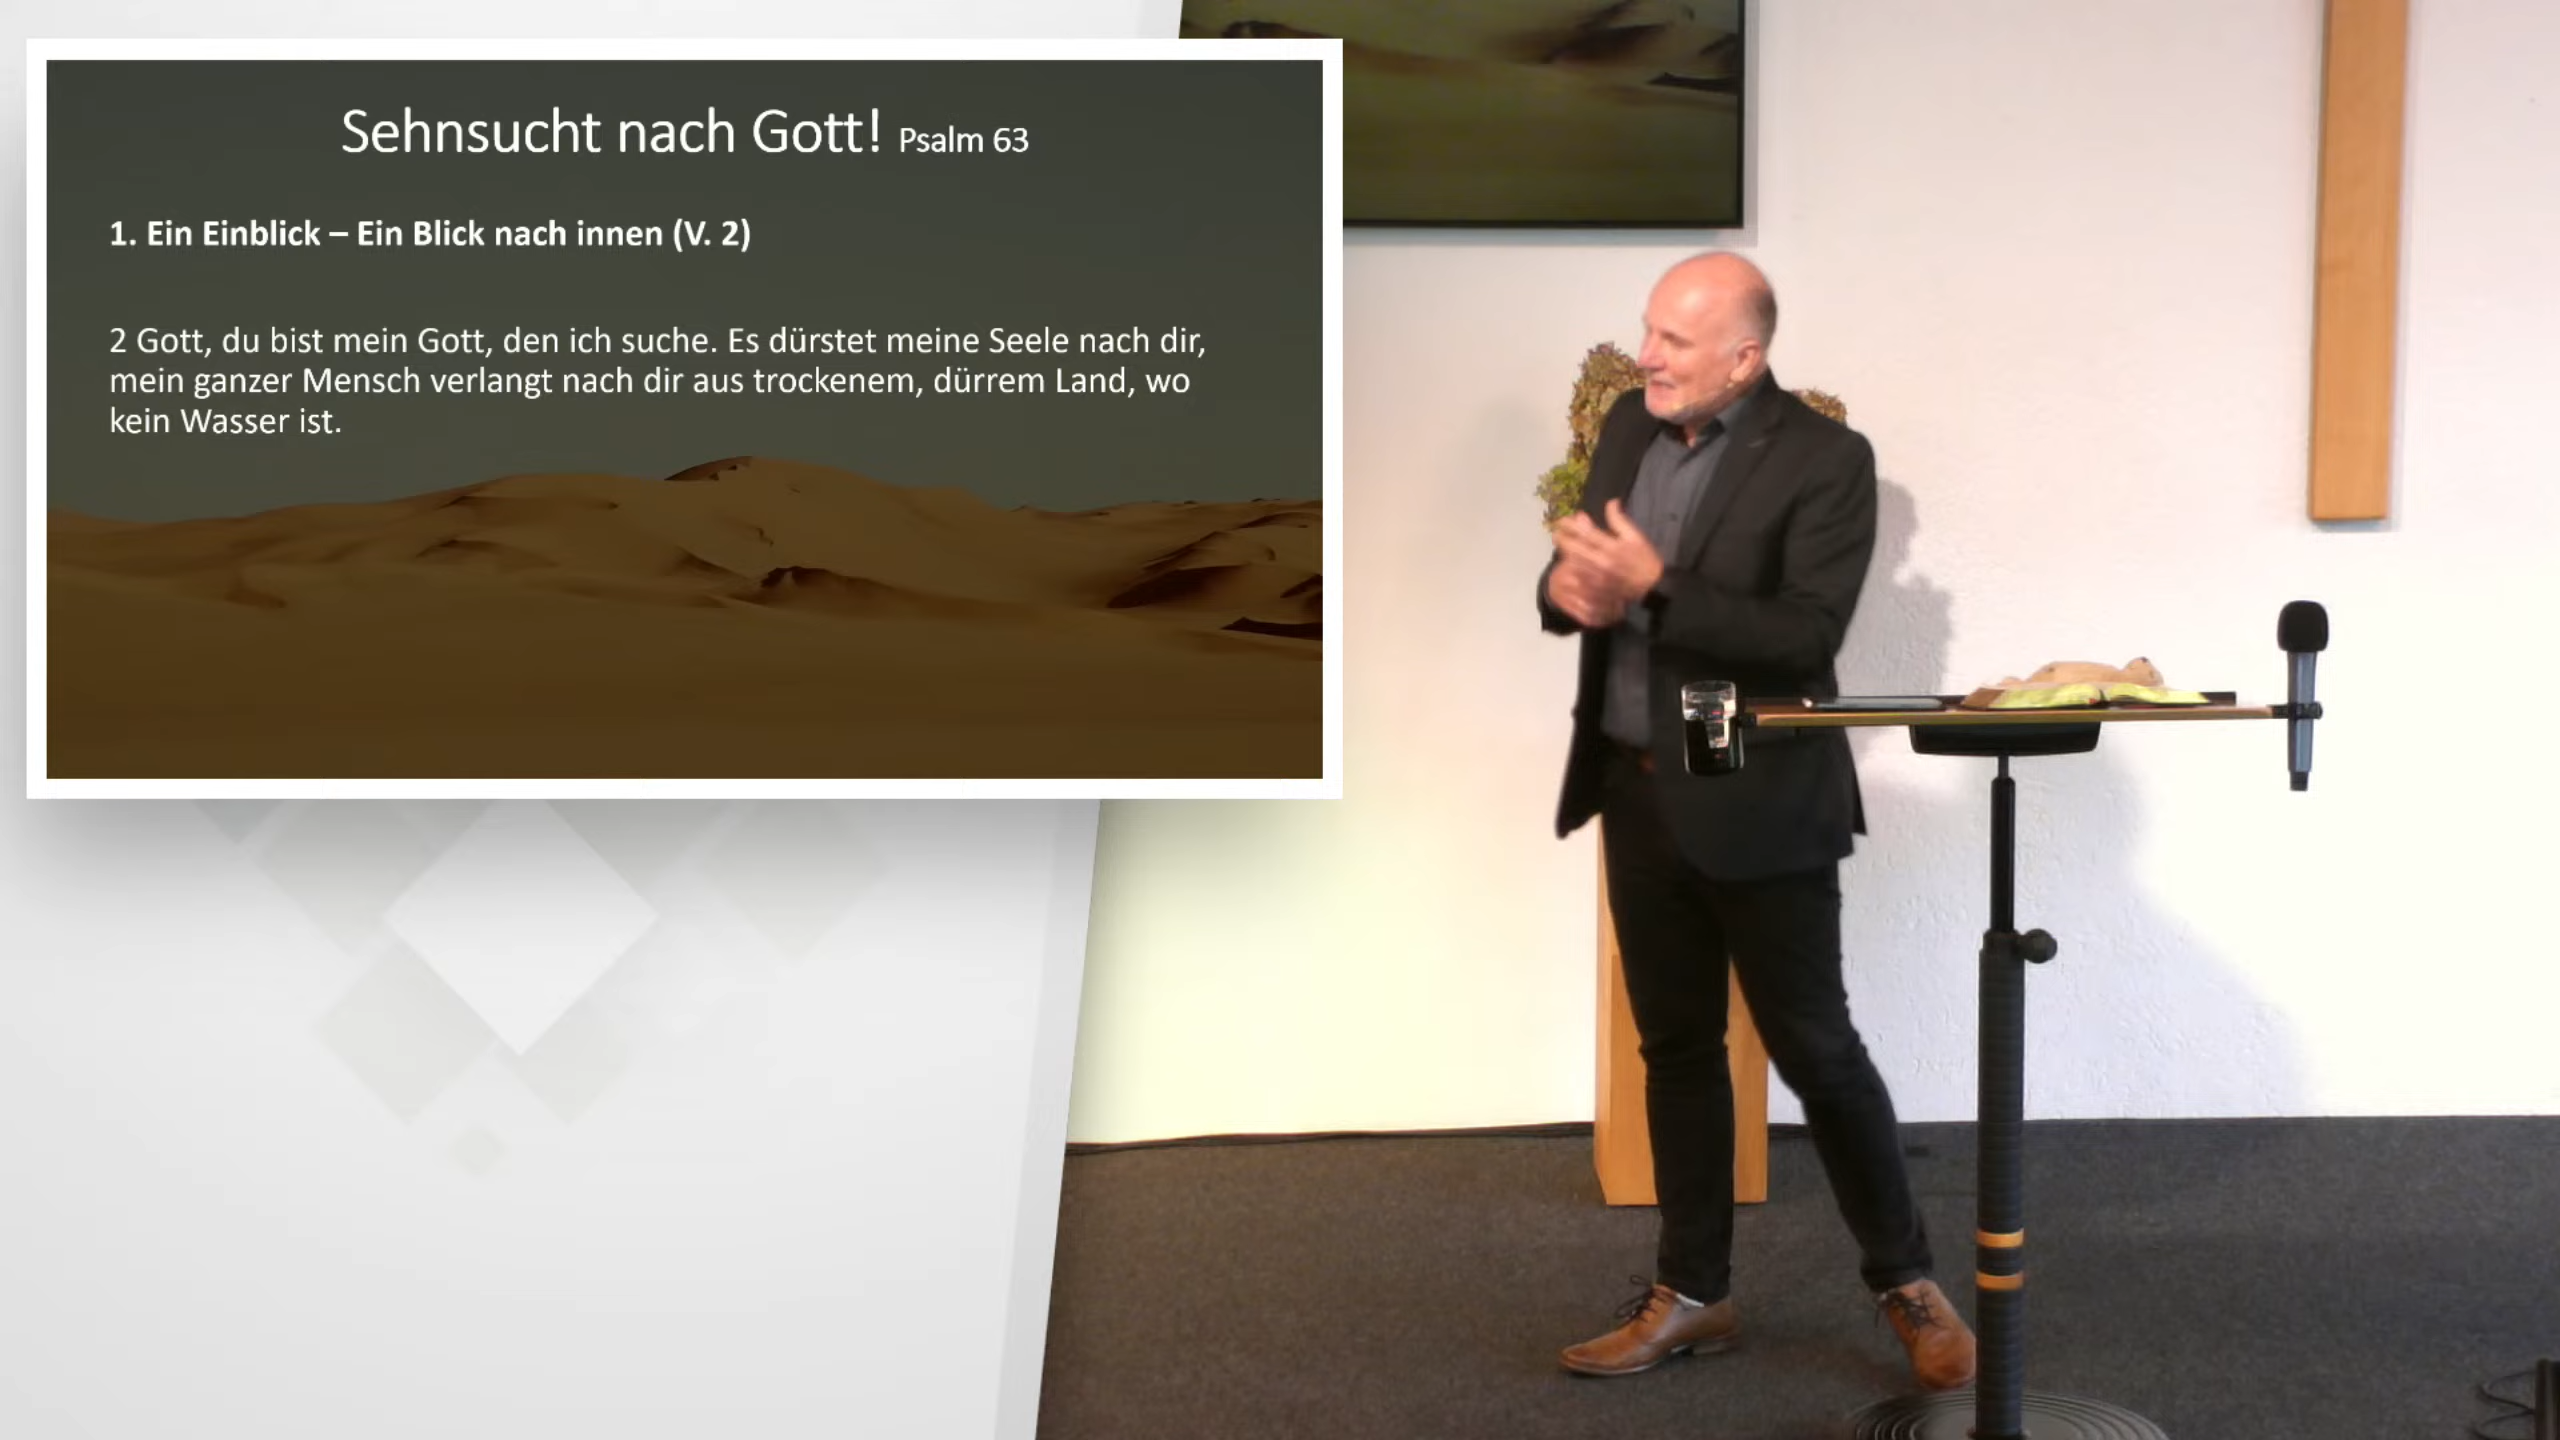 Sehnsucht nach Gott! Psalm 63
1. Ein Einblick – Ein Blick nach innen (V. 2)
2 Gott, du bist mein Gott, den ich suche. Es dürstet meine Seele nach dir,
mein ganzer Mensch verlangt nach dir aus trockenem, dürrem Land, wo
kein Wasser ist.